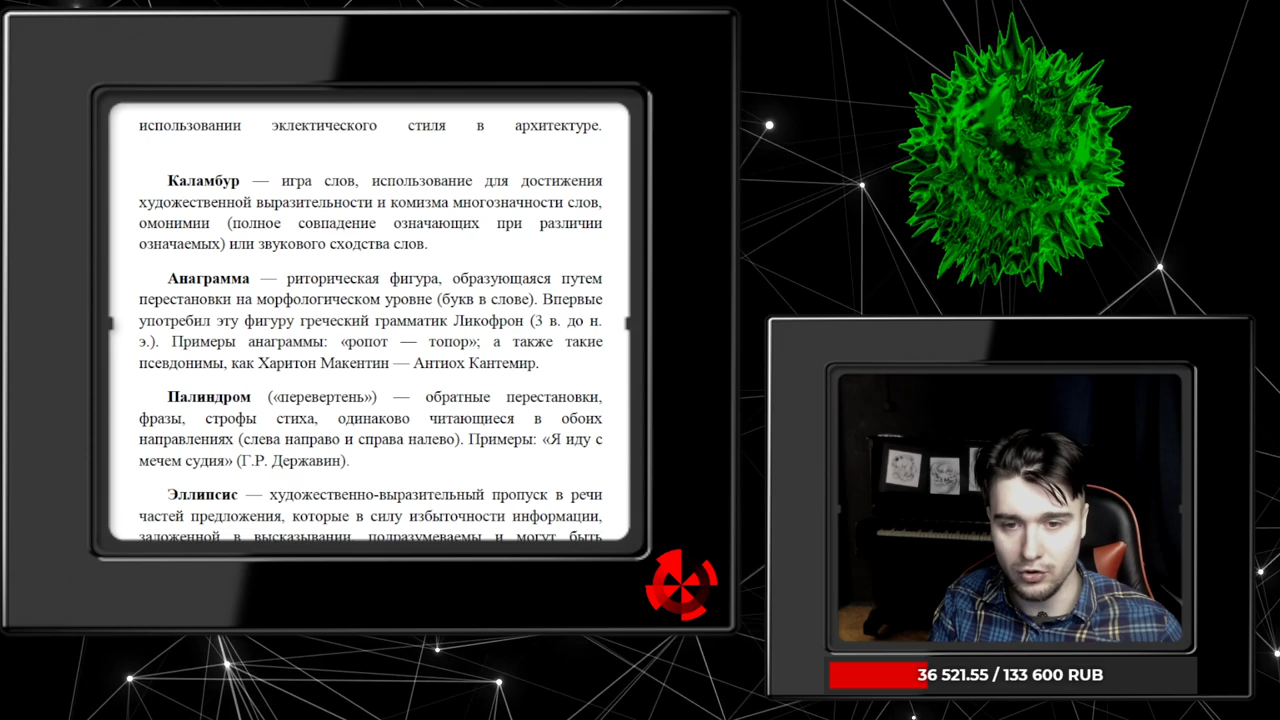 использовании эклектического стиля в архитектуре.
Каламбур — игра слов, использование для достижения
художественной выразительности и комизма многозначности слов,
омонимии (полное совпадение означающих при различии
означаемых) или звукового сходства слов.
Анаграмма — риторическая фигура, образующаяся путем
перестановки на морфологическом уровне (букв в слове). Впервые
употребил эту фигуру греческий грамматик Ликофрон (3 в. до н.
э.). Примеры анаграммы: «ропот — топор»; а также такие
псевдонимы, как Харитон Макентин — Антиох Кантемир.
Палиндром («перевертень») — обратные перестановки,
фразы, строфы стиха, одинаково читающиеся в обоих
направлениях (слева направо и справа налево). Примеры: «Я иду с
мечем судия» (Г.Р. Державин).
Эллипсис — художественно-выразительный пропуск в речи
частей предложения, которые в силу избыточности информации,
заложенной в высказывании, подразумеваемы и могут быть
36 521.55 / 133 600 RUB